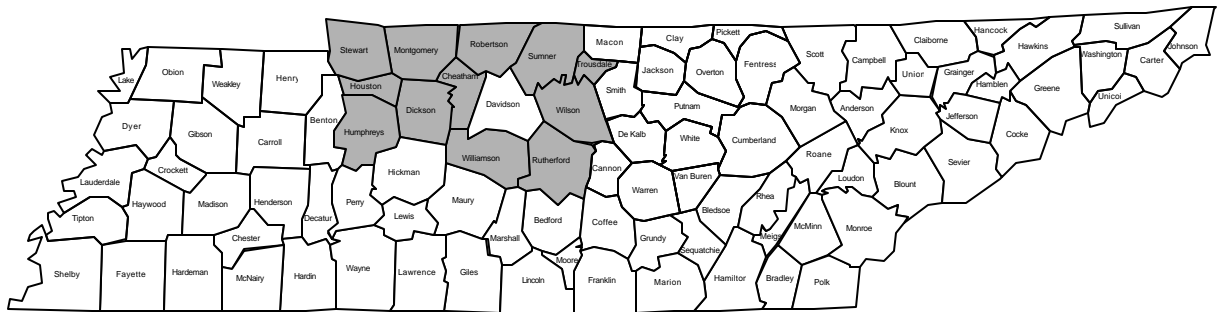 Stewart
Montgomery
Robertson
Sumner
Macon
Clay
Pickett
Scott
Campbell
Claiborne
Hancock
Hawkins
Sullivan
Johnson
Lake
Obion
Weakley
Henry
Houston
Cheatham
Trousdale
Jackson
Overton
Fentress
Union
Grainger
Hamblen
Greene
Washington
Carter
Unicoi
Dyer
Gibson
Carroll
Benton
Humphreys
Dickson
Davidson
Wilson
Smith
Putnam
Morgan
Anderson
Knox
Jefferson
Cocke
De Kalb
White
Cumberland
Roane
Loudon
Blount
Sevier
Lauderdale
Crockett
Hickman
Williamson
Rutherford
Cannon
Warren
Van Buren
Tipton
Haywood
Madison
Henderson
Decatur
Perry
Lewis
Maury
Bedford
Coffee
Bledsoe
Rhea
Meigs
McMinn
Monroe
Chester
Marshall
Moore
Grundy
Sequatchie
Shelby
Fayette
Hardeman
McNairy
Hardin
Wayne
Lawrence
Giles
Lincoln
Franklin
Marion
Hamiltor
Bradley
Polk